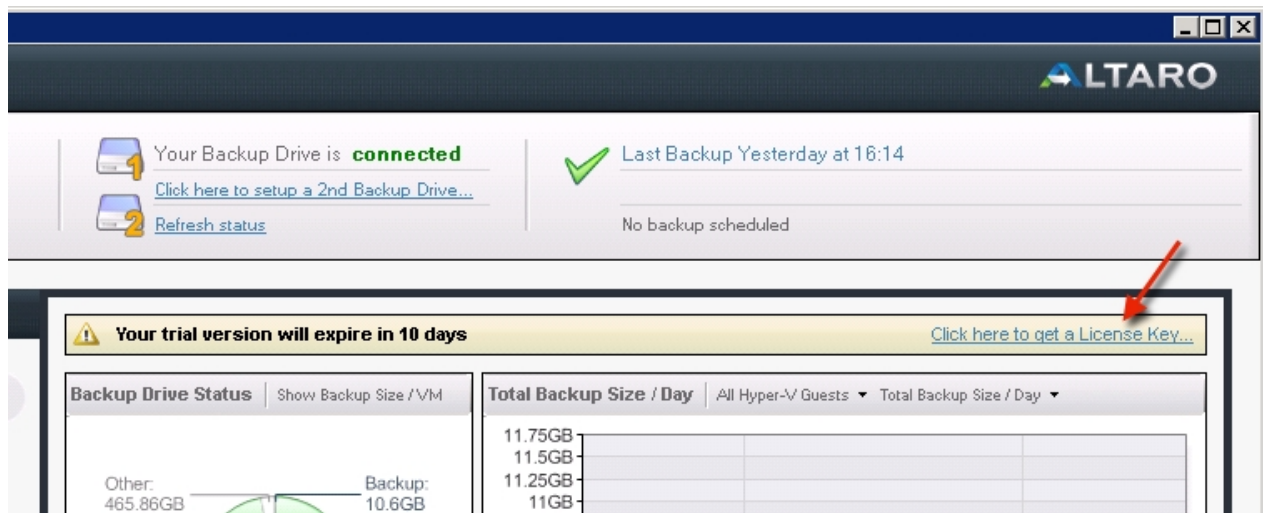 ALTARO
1
Your Backup Drive is connected
Click here to setup a 2nd Backup Drive...
2
Refresh status
Last Backup Yesterday at 16:14
No backup scheduled
Your trial version will expire in 10 days
Click here to get a License Key...
Backup Drive Status
Show Backup Size / VM
Total Backup Size / Day
All Hyper-V Guests
Total Backup Size / Day
Other:
465.86GB
Backup:
10.6GB
11.75GB
11.5GB
11.25GB
11GB